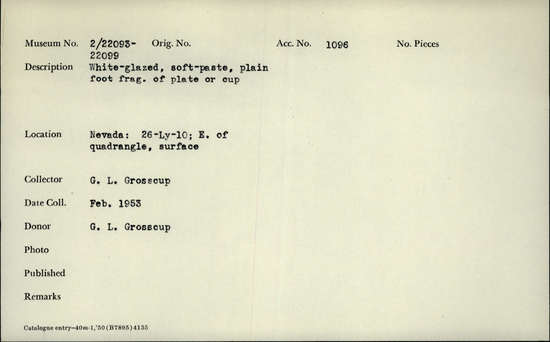 Museum No. 2/22093- Orig. No. Acc. No. 1096 No. Pieces
22099
Description White-glazed, soft-paste, plain
foot frag. of plate or cup
Location Nevada: 26-Ly-10; E. of
quadrangle, surface
Collector G. L. Grosscup
Date Coll. Feb. 1953
Donor G. L. Grosscup
Photo
Published
Remarks
Catalogue entry—40m-1,'50 (B7895) 4135